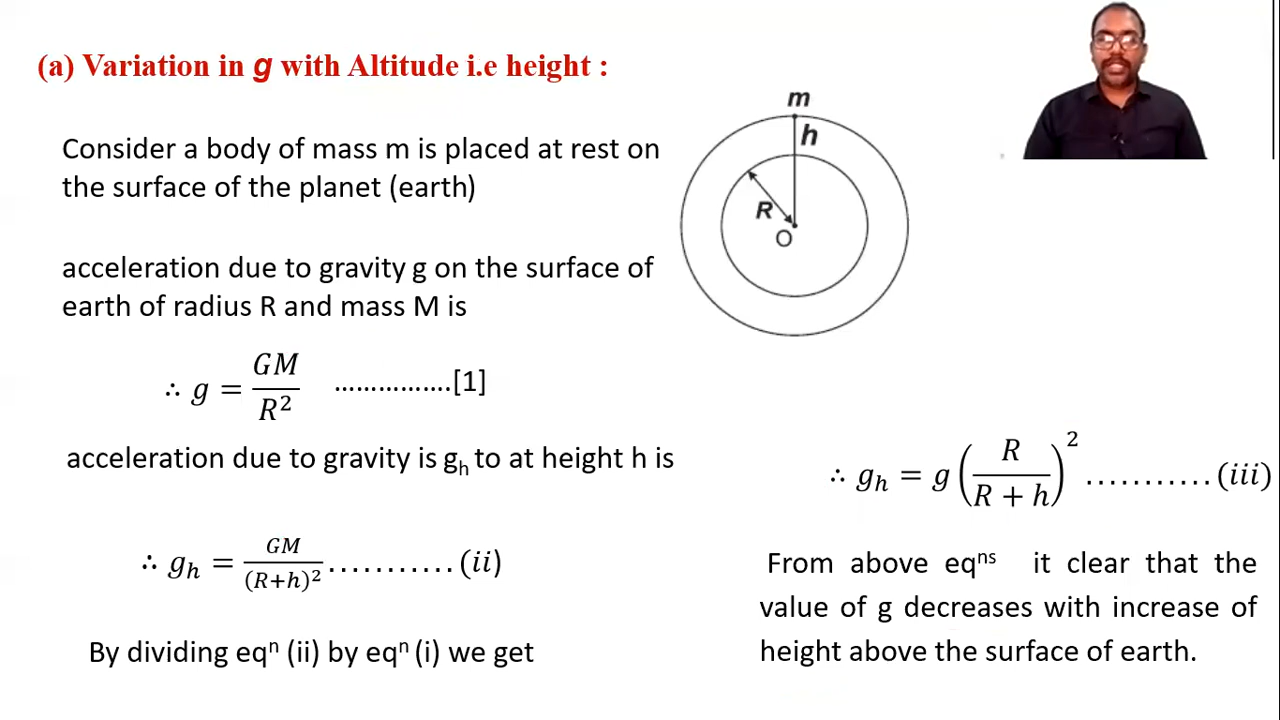 (a) Variation in g with Altitude i.e height :
Consider a body of mass m is placed at rest on
the surface of the planet (earth)
acceleration due to gravity g on the surface of
earth of radius R and mass M is
∴ g = GM/R² …………….[1]
acceleration due to gravity is gₕ to at height h is
∴ gₕ = GM/(R+h)² ........... (ii)
By dividing eqⁿ (ii) by eqⁿ (i) we get
m
h
R
O
∴ gₕ = g (R/(R + h))² ........... (iii)
From above eqⁿˢ it clear that the
value of g decreases with increase of
height above the surface of earth.